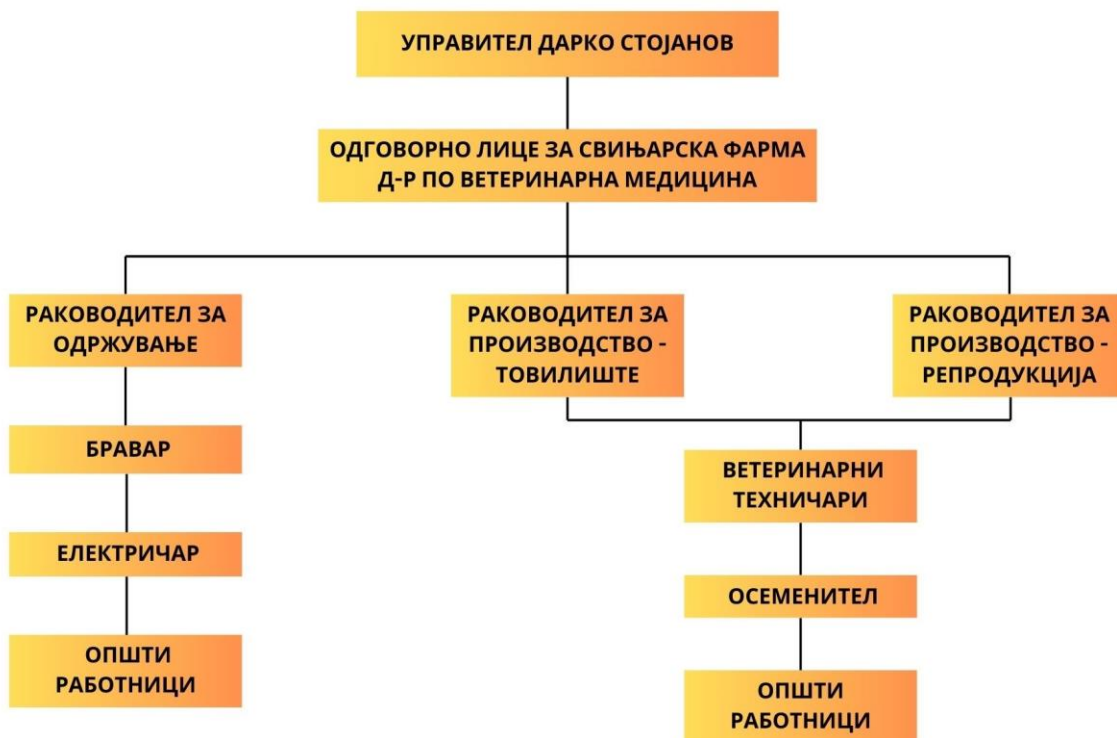 УПРАВИТЕЛ ДАРКО СТОЈАНОВ
ОДГОВОРНО ЛИЦЕ ЗА СВИЊАРСКА ФАРМА
Д-Р ПО ВЕТЕРИНАРНА МЕДИЦИНА
РАКОВОДИТЕЛ ЗА
ОДРЖУВАЊЕ
РАКОВОДИТЕЛ ЗА
ПРОИЗВОДСТВО -
ТОВИЛИШТЕ
РАКОВОДИТЕЛ ЗА
ПРОИЗВОДСТВО -
РЕПРОДУКЦИЈА
БРАВАР
ЕЛЕКТРИЧАР
ОПШТИ
РАБОТНИЦИ
ВЕТЕРИНАРНИ
ТЕХНИЧАРИ
ОСЕМЕНИТЕЛ
ОПШТИ
РАБОТНИЦИ